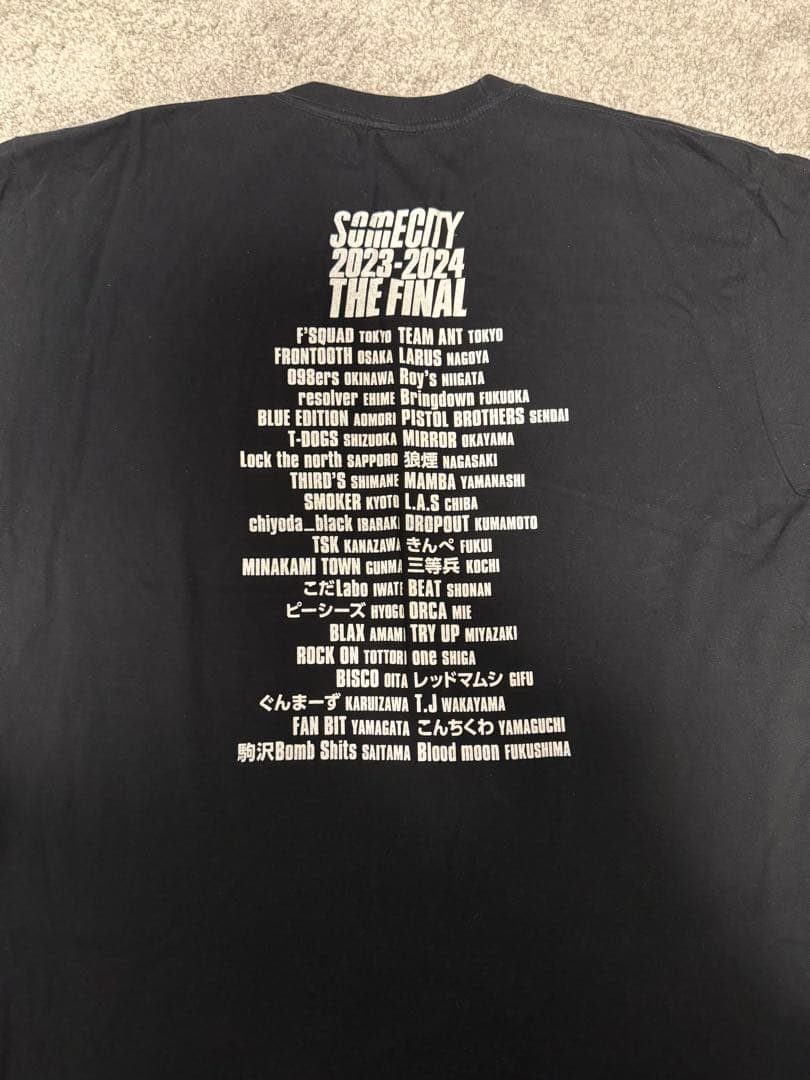 SOMECITY
2023-2024
THE FINAL
F'SQUAD TOKYO TEAM ANT TOKYO
FRONTOOTH OSAKA LARUS NAGOYA
098ers OKINAWA Roy's NIIGATA
resolver EHIME Bringdown FUKUOKA
BLUE EDITION AOMORI PISTOL BROTHERS SENDAI
T-DOGS SHIZUOKA MIRROR OKAYAMA
Lock the north SAPPORO 狼煙 NAGASAKI
THIRD'S SHIMANE MAMBA YAMANASHI
SMOKER KYOTO L.A.S CHIBA
chiyoda_black IBARAKI DROPOUT KUMAMOTO
TSK KANAZAWA きんぺ FUKUI
MINAKAMI TOWN GUNMA 三等兵 KOCHI
こだLabo IWATE BEAT SHONAN
ピーシーズ HYOGO ORCA MIE
BLAX AMAMI TRY UP MIYAZAKI
ROCK ON TOTTORI one SHIGA
BISCO OITA レッドマムシ GIFU
ぐんまーず KARUIZAWA T.J WAKAYAMA
FAN BIT YAMAGATA こんちくわ YAMAGUCHI
駒沢Bomb Shits SAITAMA Blood moon FUKUSHIMA